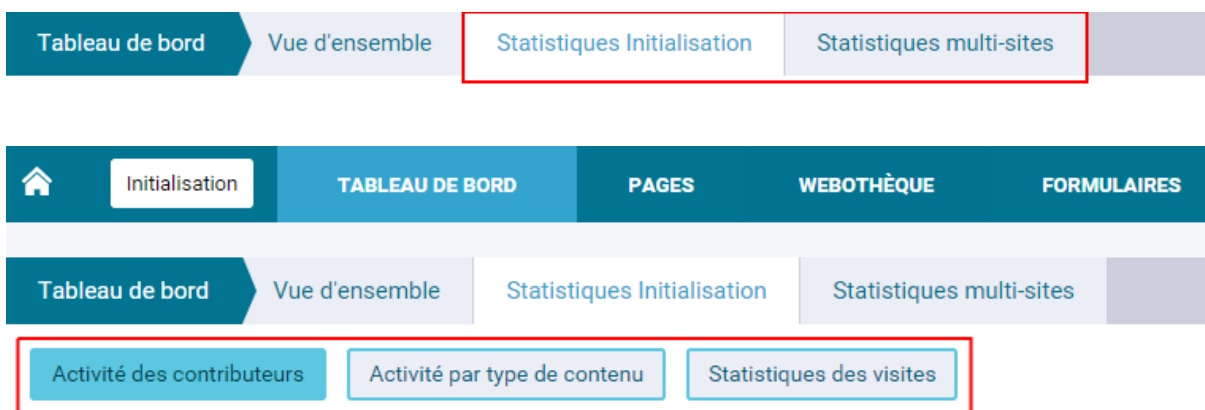 Tableau de bord Vue d'ensemble Statistiques Initialisation Statistiques multi-sites
Initialisation TABLEAU DE BORD PAGES WEBOTHÈQUE FORMULAIRES
Tableau de bord Vue d'ensemble Statistiques Initialisation Statistiques multi-sites
Activité des contributeurs Activité par type de contenu Statistiques des visites